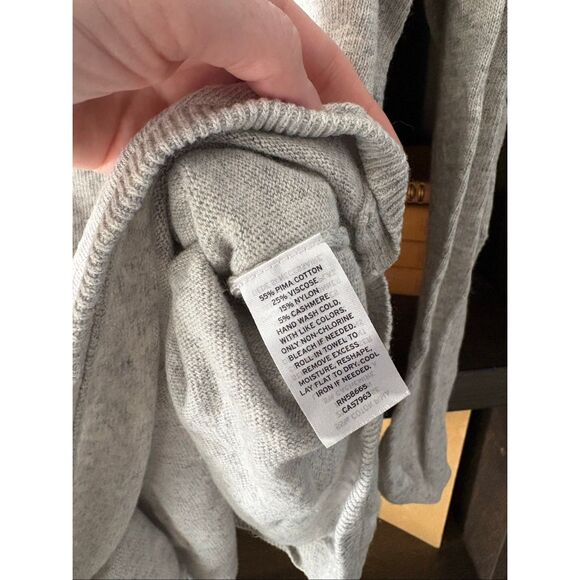 55% PIMA COTTON
25% VISCOSE
15% NYLON
5% CASHMERE
HAND WASH COLD,
WITH LIKE COLORS,
ONLY NON-CHLORINE
BLEACH IF NEEDED.
ROLL IN TOWEL TO
REMOVE EXCESS
MOISTURE, RESHAPE,
LAY FLAT TO DRY. COOL
IRON IF NEEDED.
RN58665
CA57963